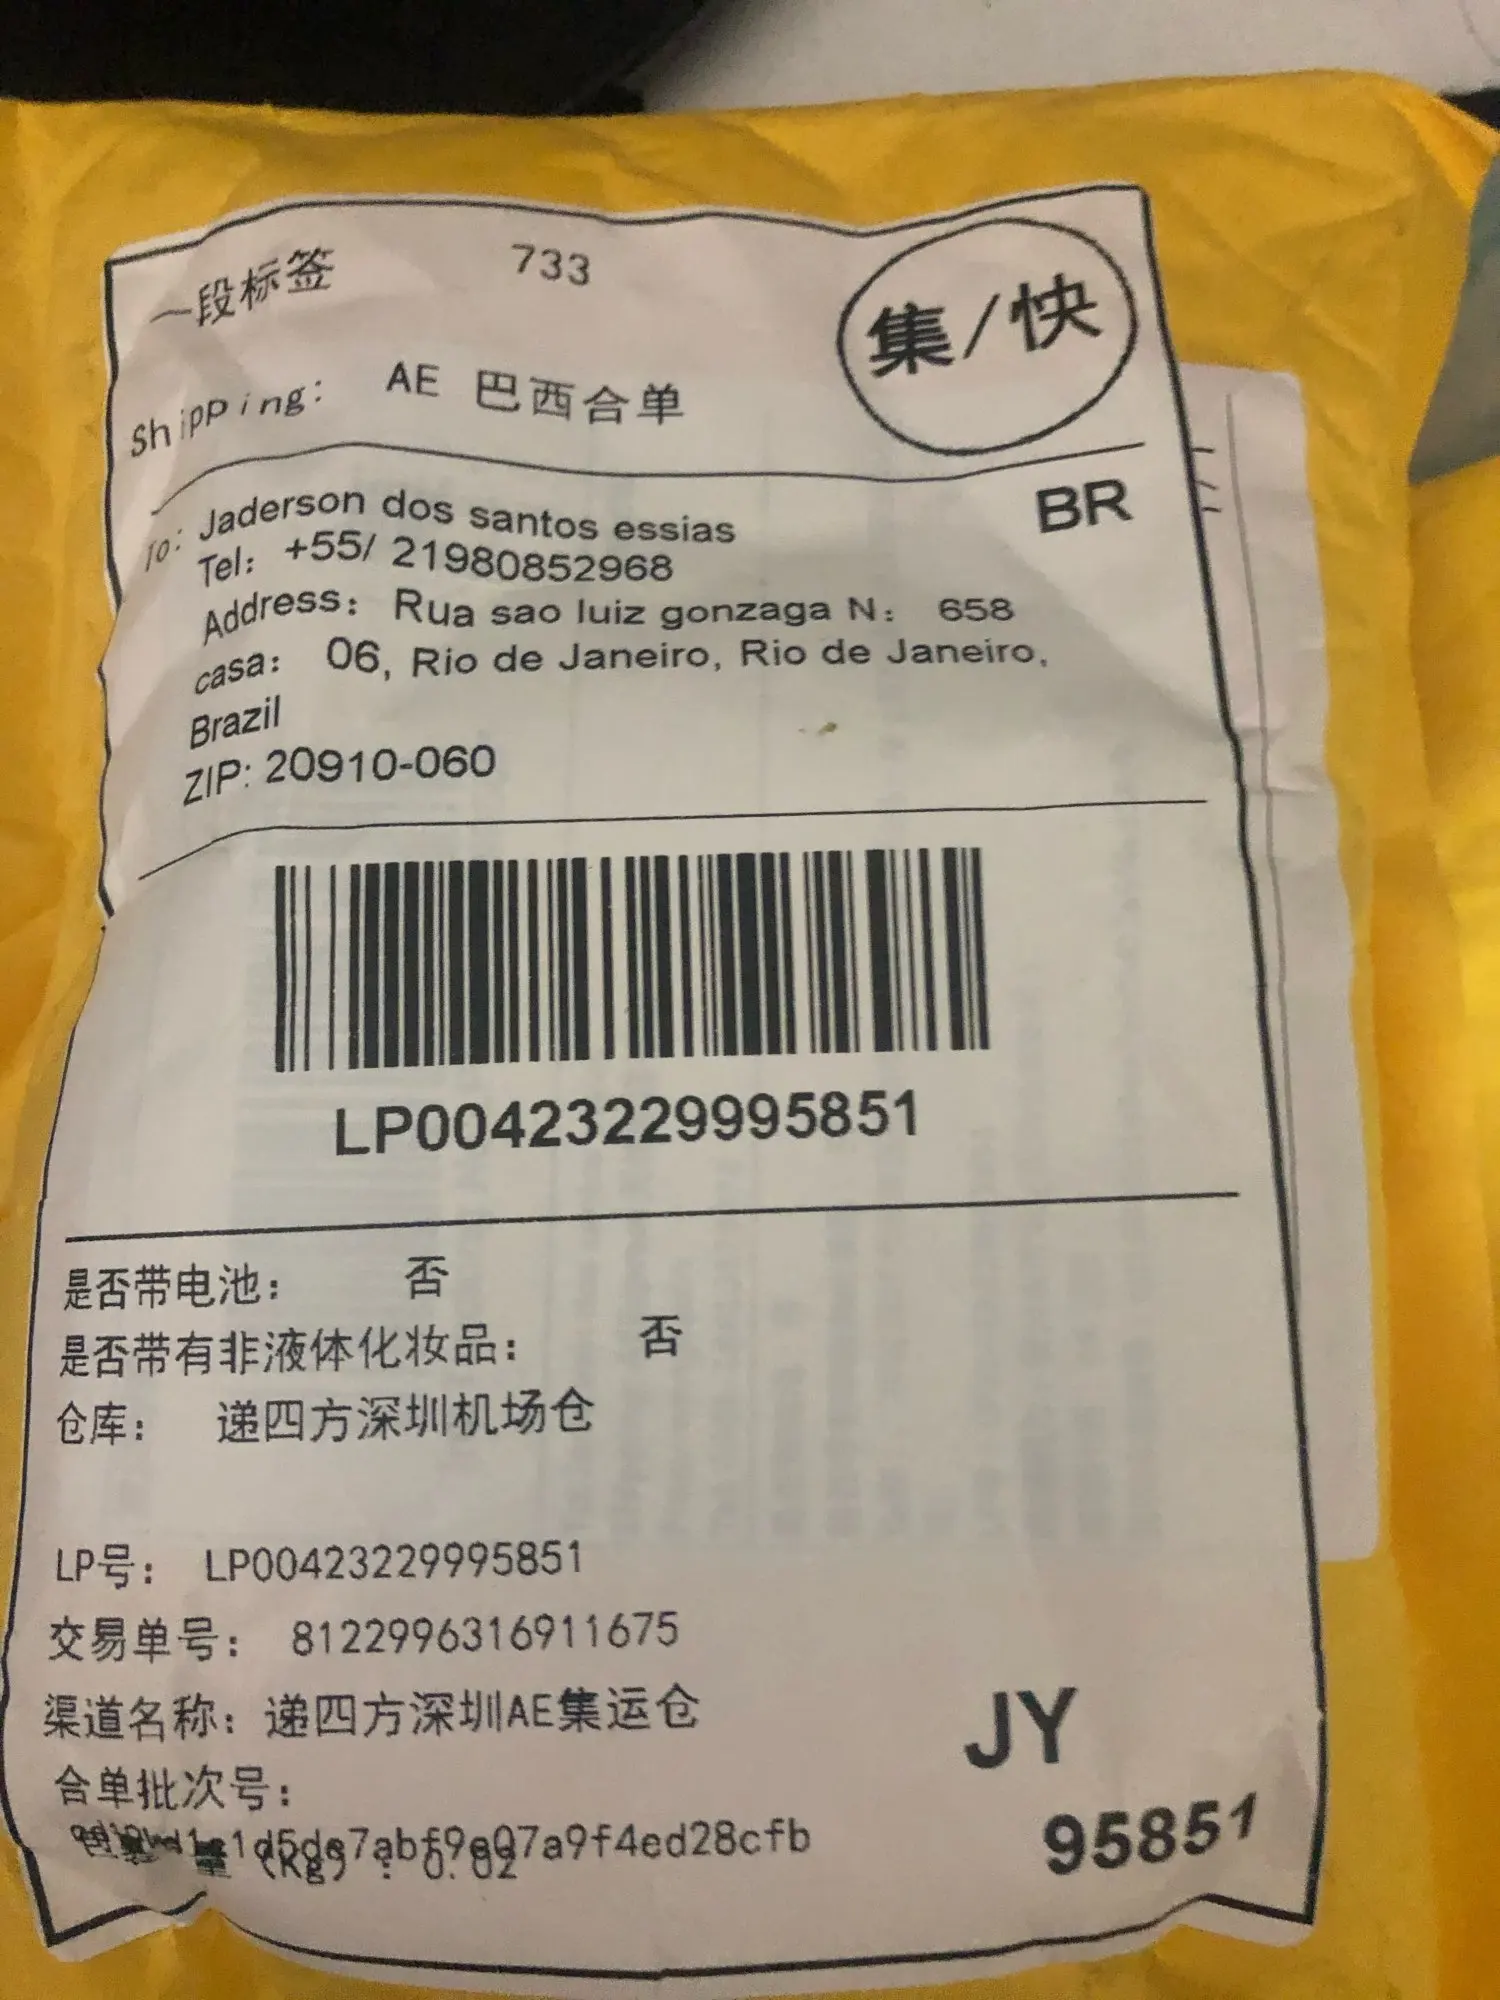 一段标签 733
集/快
Shipping: AE 巴西合单
BR
To: Jaderson dos santos essias
Tel: +55/ 21980852968
Address: Rua sao luiz gonzaga N: 658
casa: 06, Rio de Janeiro, Rio de Janeiro,
Brazil
ZIP: 20910-060
LP00423229995851
是否带电池: 否
是否带有非液体化妆品: 否
仓库: 递四方深圳机场仓
LP号: LP00423229995851
交易单号: 8122996316911675
渠道名称: 递四方深圳AE集运仓
JY
合单批次号:
(Kg) : 0.02
95851